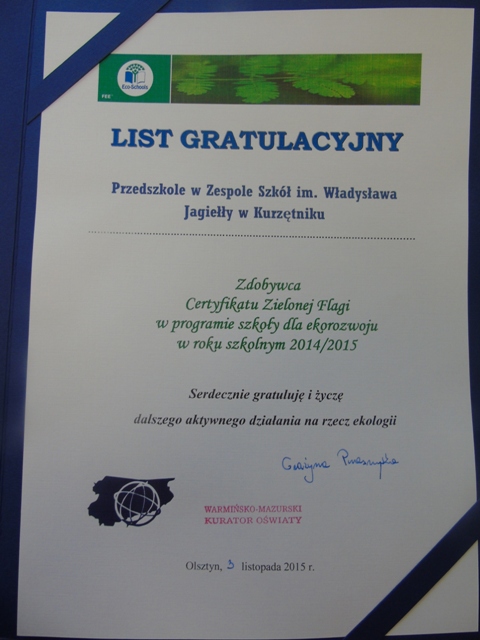 Eco-Schools
FEE
LIST GRATULACYJNY
Przedszkole w Zespole Szkół im. Władysława
Jagiełły w Kurzętniku
Zdobywca
Certyfikatu Zielonej Flagi
w programie szkoły dla ekorozwoju
w roku szkolnym 2014/2015
Serdecznie gratuluję i życzę
dalszego aktywnego działania na rzecz ekologii
Grażyna
WARMIŃSKO-MAZURSKI
KURATOR OŚWIATY
Olsztyn, 3 listopada 2015 r.